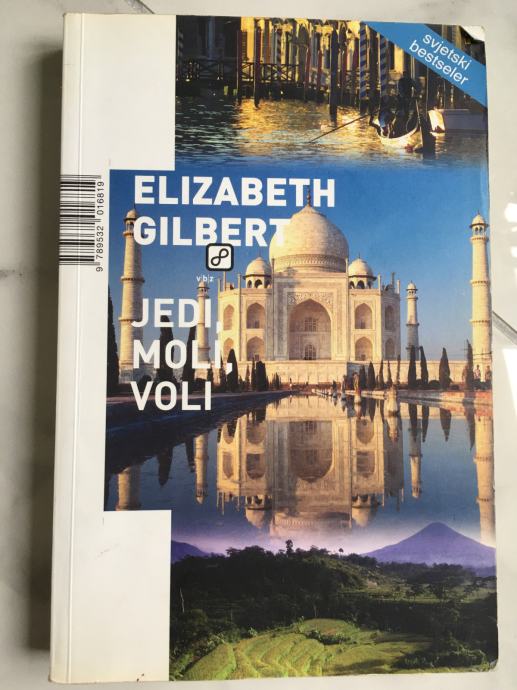 svjetski
bestseler
ELIZABETH
GILBERT
vbz
JEDI,
MOLI,
VOLI
9 789532 016819